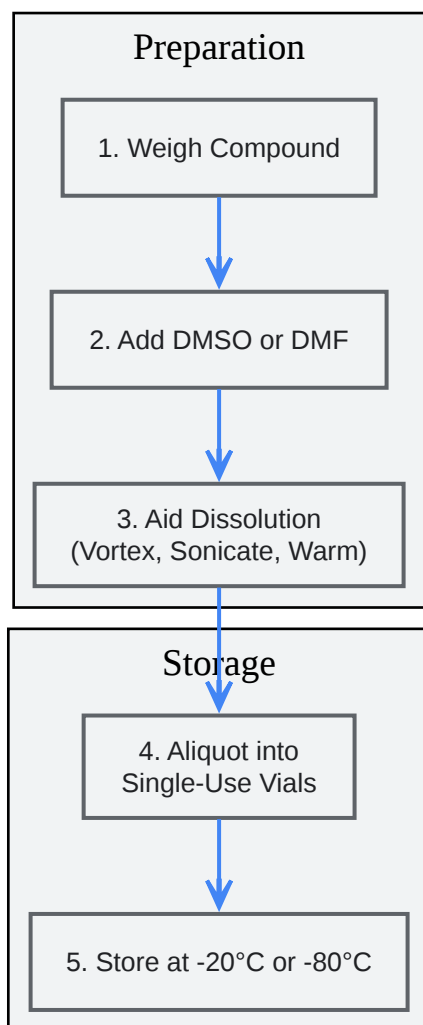 Preparation
1. Weigh Compound
2. Add DMSO or DMF
3. Aid Dissolution
(Vortex, Sonicate, Warm)
Storage
4. Aliquot into
Single-Use Vials
5. Store at -20°C or -80°C